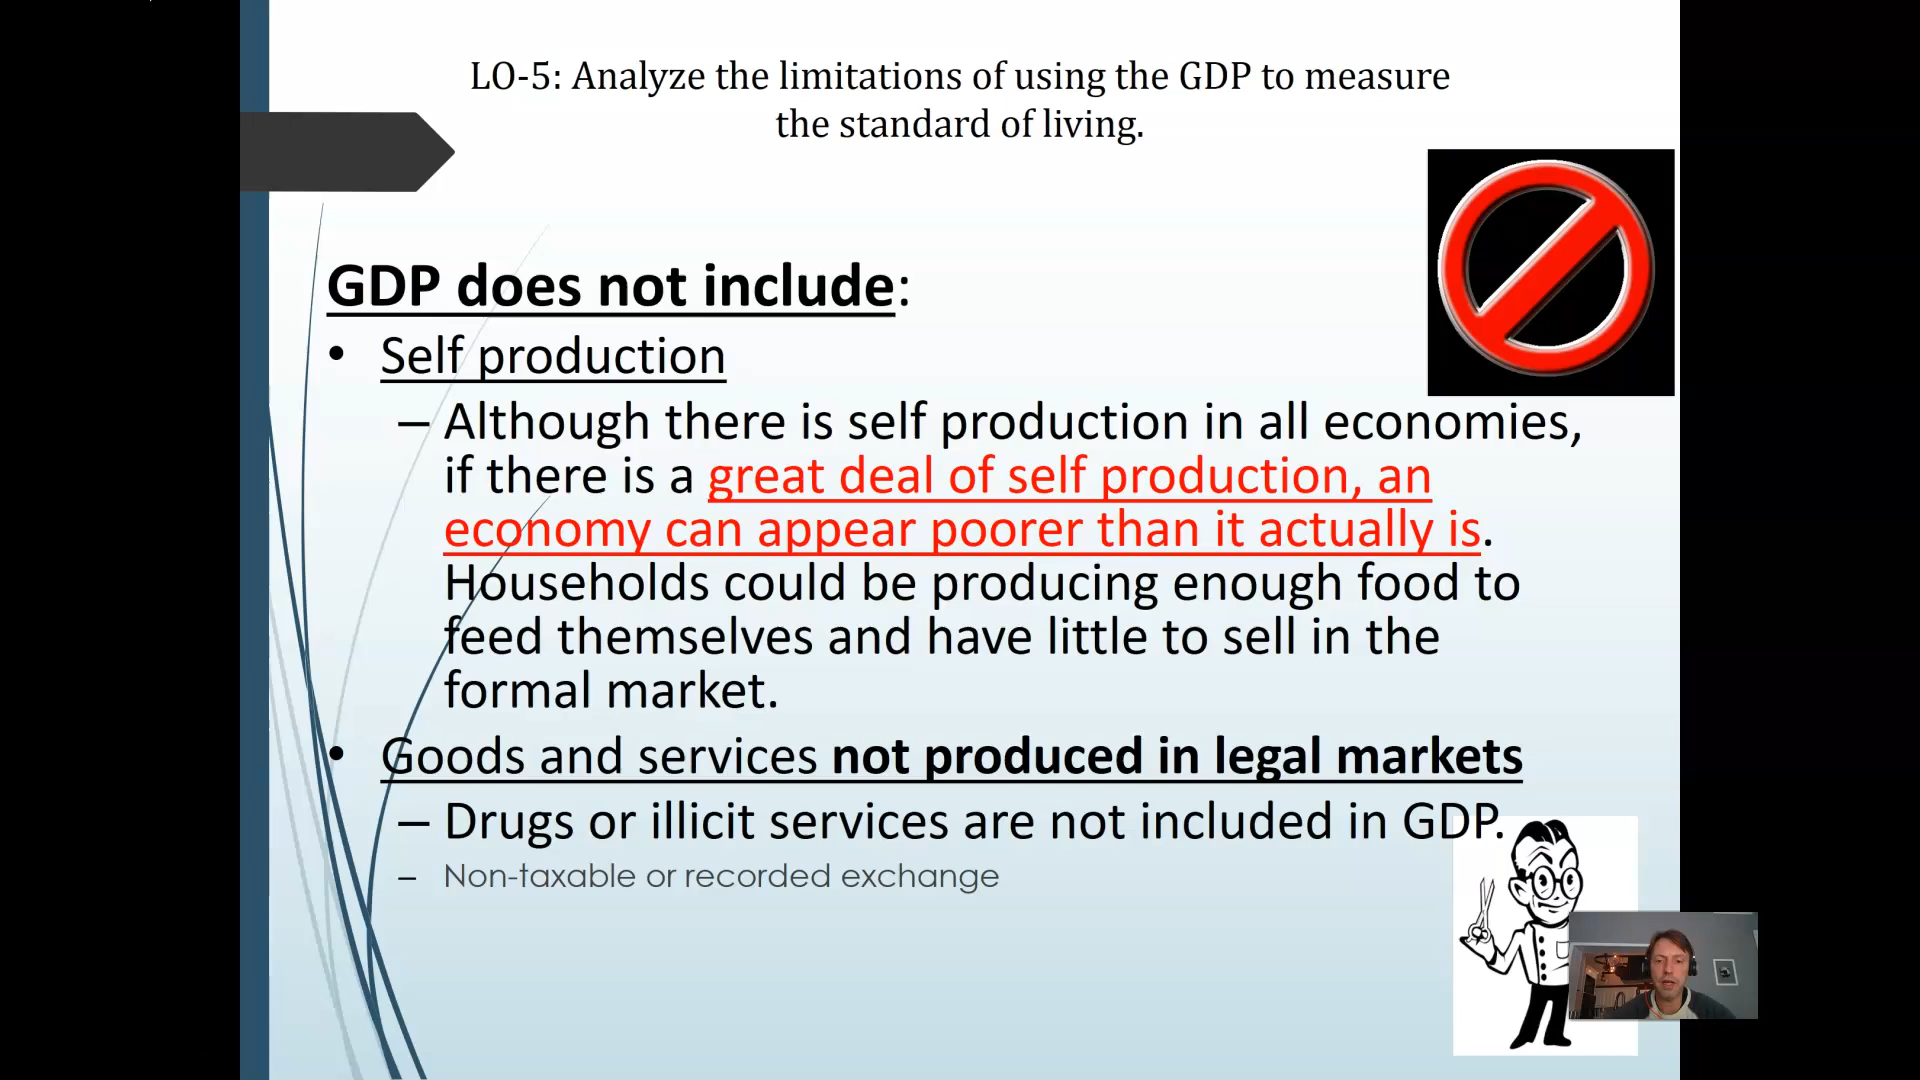 LO-5: Analyze the limitations of using the GDP to measure
the standard of living.
GDP does not include:
• Self production
– Although there is self production in all economies,
if there is a great deal of self production, an
economy can appear poorer than it actually is.
Households could be producing enough food to
feed themselves and have little to sell in the
formal market.
• Goods and services not produced in legal markets
– Drugs or illicit services are not included in GDP.
– Non-taxable or recorded exchange